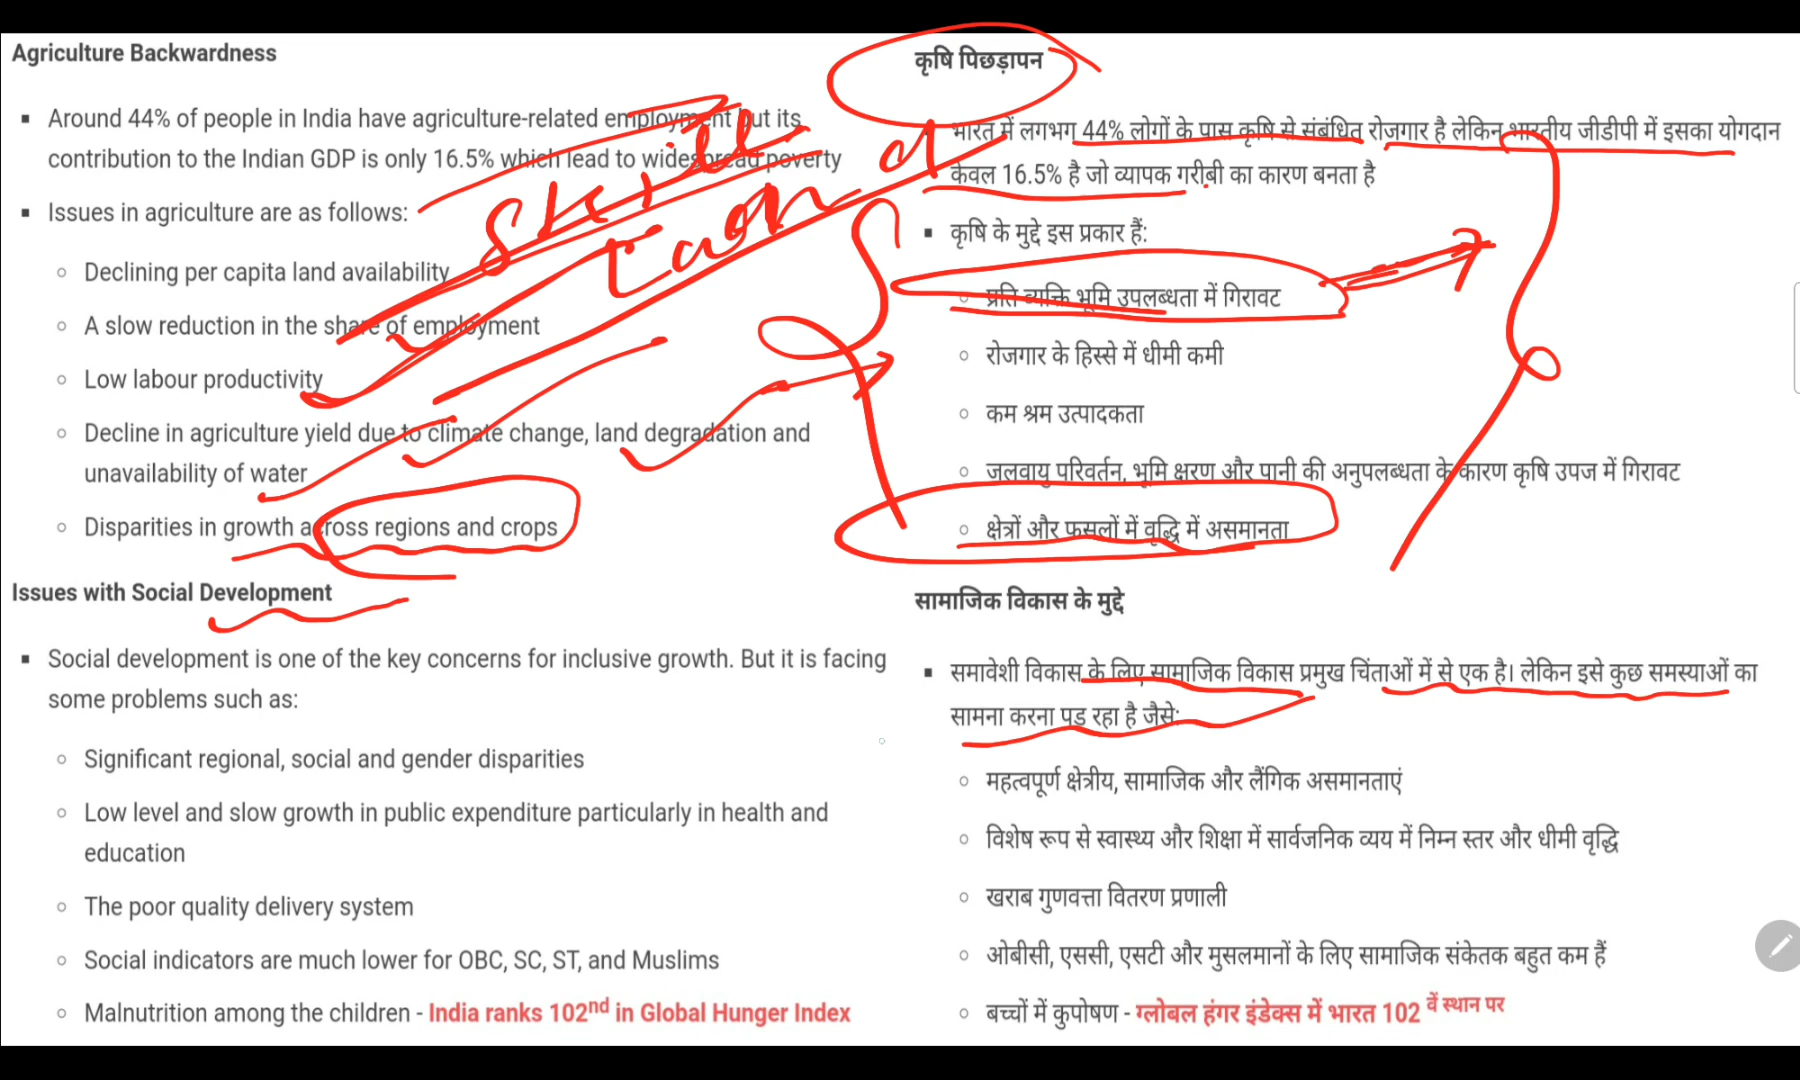 Agriculture Backwardness
Around 44% of people in India have agriculture-related employment but its
contribution to the Indian GDP is only 16.5% which lead to widespread poverty
Issues in agriculture are as follows:
Declining per capita land availability
A slow reduction in the share of employment
Low labour productivity
Decline in agriculture yield due to climate change, land degradation and
unavailability of water
Disparities in growth across regions and crops
Issues with Social Development
Social development is one of the key concerns for inclusive growth. But it is facing
some problems such as:
Significant regional, social and gender disparities
Low level and slow growth in public expenditure particularly in health and
education
The poor quality delivery system
Social indicators are much lower for OBC, SC, ST, and Muslims
Malnutrition among the children - India ranks 102nd in Global Hunger Index
कृषि पिछड़ापन
भारत में लगभग 44% लोगों के पास कृषि से संबंधित रोजगार है लेकिन भारतीय जीडीपी में इसका योगदान
केवल 16.5% है जो व्यापक गरीबी का कारण बनता है
कृषि के मुद्दे इस प्रकार हैं:
प्रति व्यक्ति भूमि उपलब्धता में गिरावट
रोजगार के हिस्से में धीमी कमी
कम श्रम उत्पादकता
जलवायु परिवर्तन, भूमि क्षरण और पानी की अनुपलब्धता के कारण कृषि उपज में गिरावट
क्षेत्रों और फसलों में वृद्धि में असमानता
सामाजिक विकास के मुद्दे
समावेशी विकास के लिए सामाजिक विकास प्रमुख चिंताओं में से एक है। लेकिन इसे कुछ समस्याओं का
सामना करना पड़ रहा है जैसे:
महत्वपूर्ण क्षेत्रीय, सामाजिक और लैंगिक असमानताएं
विशेष रूप से स्वास्थ्य और शिक्षा में सार्वजनिक व्यय में निम्न स्तर और धीमी वृद्धि
खराब गुणवत्ता वितरण प्रणाली
ओबीसी, एससी, एसटी और मुसलमानों के लिए सामाजिक संकेतक बहुत कम हैं
बच्चों में कुपोषण - ग्लोबल हंगर इंडेक्स में भारत 102 वें स्थान पर